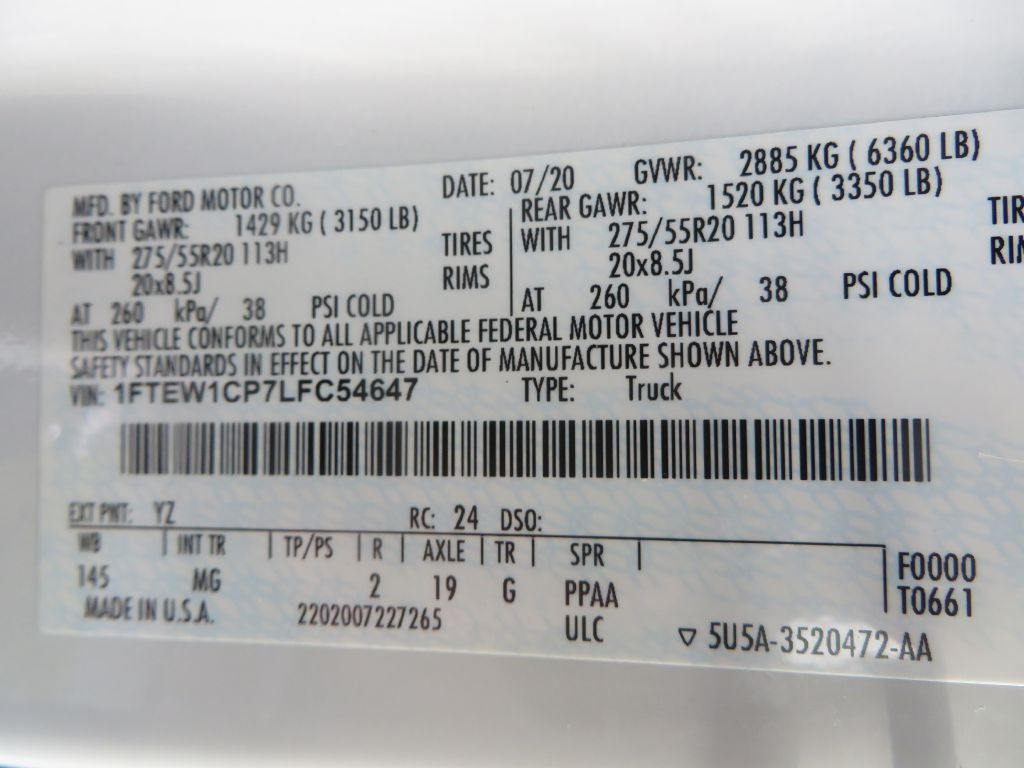 MFD. BY FORD MOTOR CO. DATE: 07/20 GVWR: 2885 KG ( 6360 LB)
FRONT GAWR: 1429 KG ( 3150 LB) REAR GAWR: 1520 KG ( 3350 LB)
WITH 275/55R20 113H TIRES WITH 275/55R20 113H TIR
20x8.5J RIMS 20x8.5J RIM
AT 260 kPa/ 38 PSI COLD AT 260 kPa/ 38 PSI COLD
THIS VEHICLE CONFORMS TO ALL APPLICABLE FEDERAL MOTOR VEHICLE
SAFETY STANDARDS IN EFFECT ON THE DATE OF MANUFACTURE SHOWN ABOVE.
VIN: 1FTEW1CP7LFC54647 TYPE: Truck
EXT PNT: YZ RC: 24 DSO:
WB INT TR TP/PS R AXLE TR SPR
145 MG 2 19 G PPAA F0000
MADE IN U.S.A. 2202007227265 ULC T0661
▽ 5U5A-3520472-AA